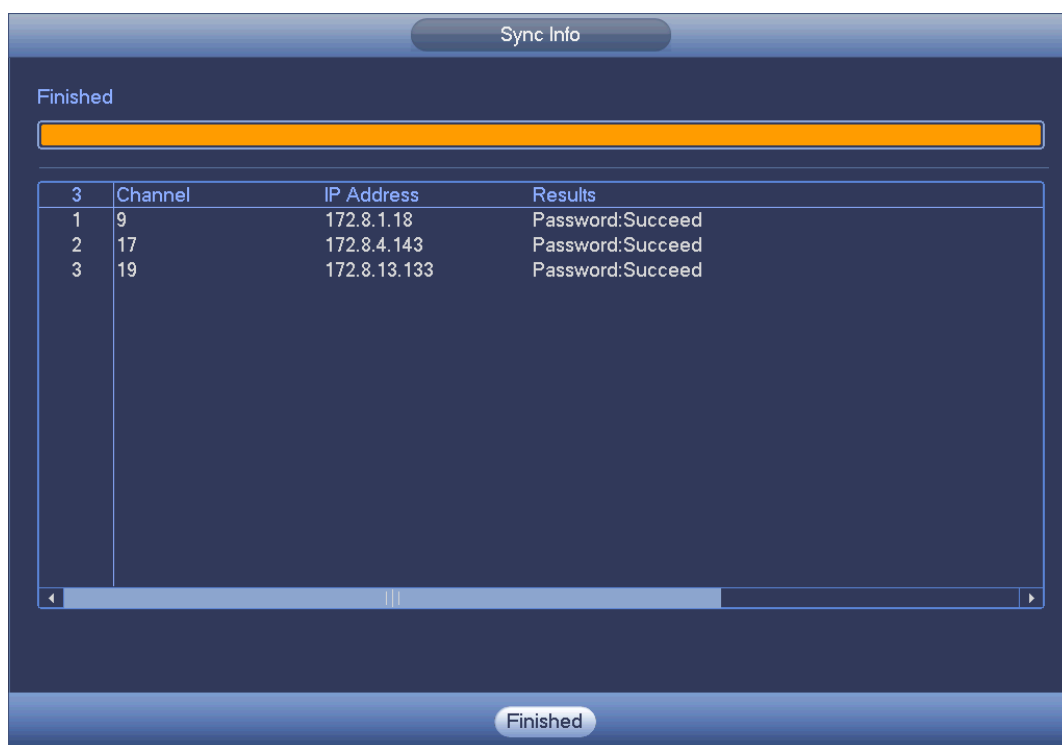 Sync Info
Finished
3 Channel IP Address Results
1 9 172.8.1.18 Password:Succeed
2 17 172.8.4.143 Password:Succeed
3 19 172.8.13.133 Password:Succeed
Finished